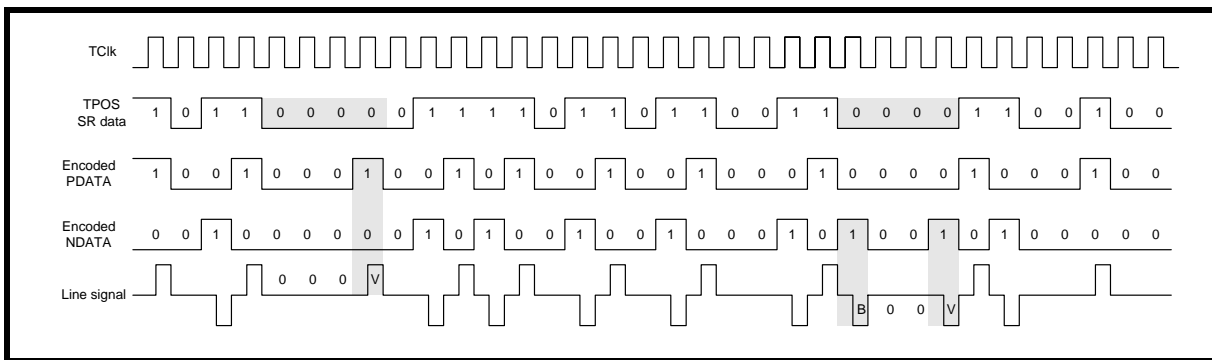 TClk
TPOS
SR data
1 0 1 1 0 0 0 0 0 1 1 1 1 0 1 1 0 1 1 0 0 1 1 0 0 0 0 1 1 0 0 1 0 0
Encoded
PDATA
1 0 0 1 0 0 0 1 0 0 1 0 1 0 0 1 0 0 1 0 0 0 1 0 0 0 0 1 0 0 0 1 0 0
Encoded
NDATA
0 0 1 0 0 0 0 0 0 1 0 1 0 0 1 0 0 1 0 0 0 1 0 1 0 0 1 0 1 0 0 0 0 0
Line signal
0 0 0 V B 0 0 V